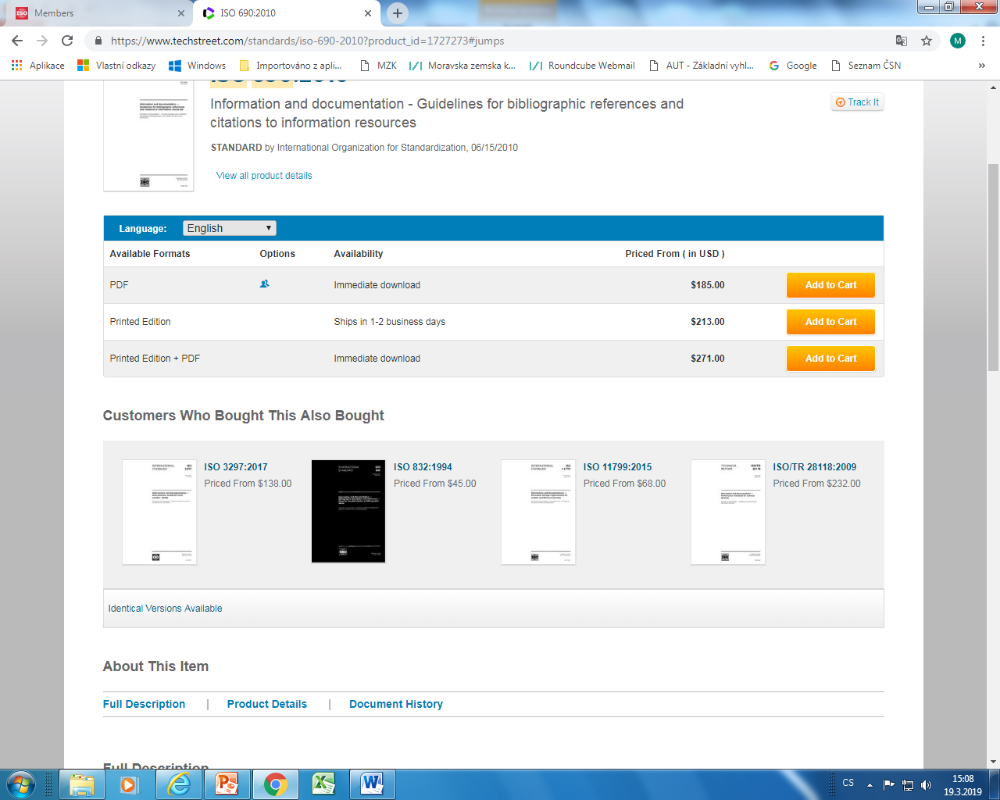 Members
ISO 690:2010
https://www.techstreet.com/standards/iso-690-2010?product_id=1727273#jumps
M
Aplikace
Vlastní odkazy
Windows
Importováno z apli...
MZK
Moravska zemska k...
Roundcube Webmail
AUT - Základní vyhl...
Google
Seznam ČSN
»
ISO 690:2010
Information and documentation - Guidelines for bibliographic references and
citations to information resources
Track It
STANDARD by International Organization for Standardization, 06/15/2010
View all product details
Language: English
Available Formats Options Availability Priced From ( in USD )
PDF Immediate download $185.00 Add to Cart
Printed Edition Ships in 1-2 business days $213.00 Add to Cart
Printed Edition + PDF Immediate download $271.00 Add to Cart
Customers Who Bought This Also Bought
ISO 3297:2017
Priced From $138.00
ISO 832:1994
Priced From $45.00
ISO 11799:2015
Priced From $68.00
ISO/TR 28118:2009
Priced From $232.00
Identical Versions Available
About This Item
Full Description | Product Details | Document History
Full Description
CS
15:08
19.3.2019